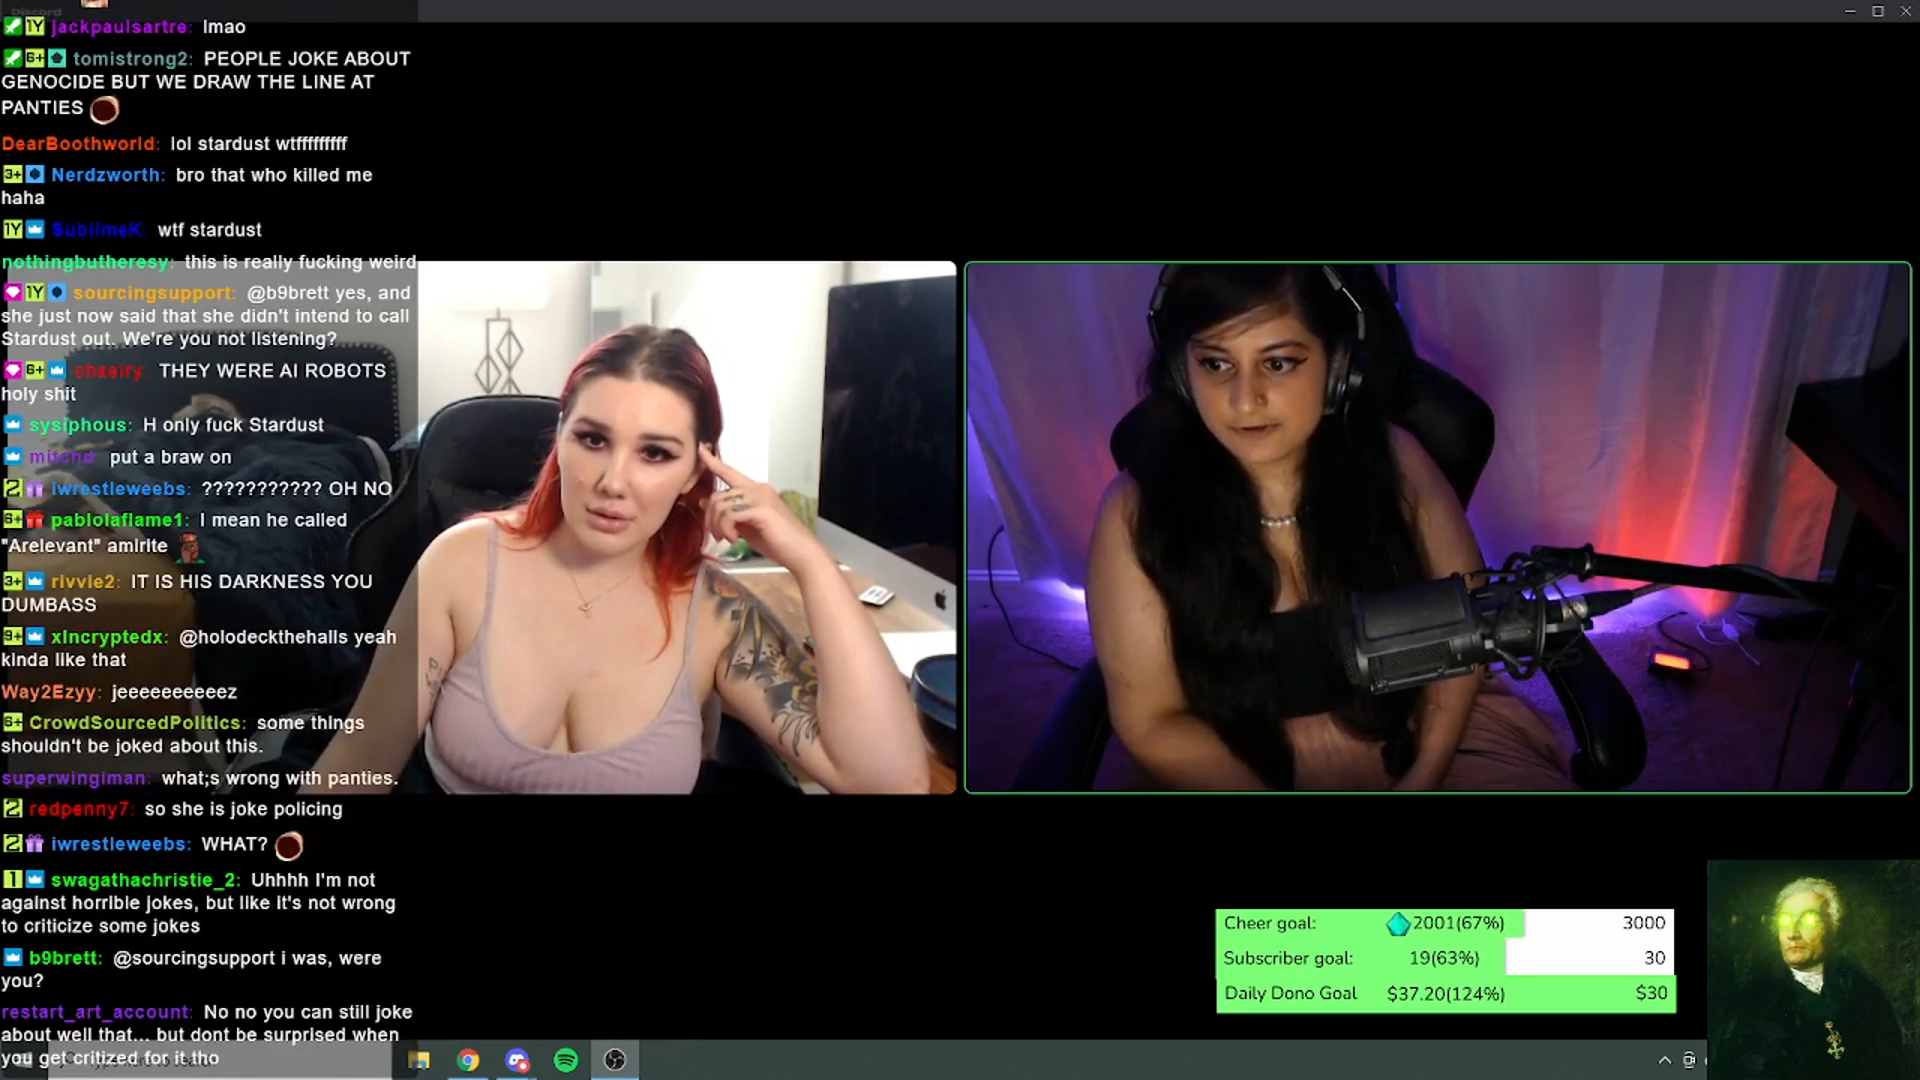 jackpaulsartre: lmao
tomistrong2: PEOPLE JOKE ABOUT
GENOCIDE BUT WE DRAW THE LINE AT
PANTIES
DearBoothworld: lol stardust wtfffffffff
Nerdzworth: bro that who killed me
haha
SublimeK: wtf stardust
nothingbutheresy: this is really fucking weird
sourcingsupport: @b9brett yes, and
she just now said that she didn't intend to call
Stardust out. We're you not listening?
THEY WERE AI ROBOTS
holy shit
sysiphous: H only fuck Stardust
mitchd: put a braw on
iwrestleweebs: ??????????? OH NO
pablolaflame1: I mean he called
"Arelevant" amirite
rivvie2: IT IS HIS DARKNESS YOU
DUMBASS
xIncryptedx: @holodeckthehalls yeah
kinda like that
Way2Ezyy: jeeeeeeeeeez
CrowdSourcedPolitics: some things
shouldn't be joked about this.
superwingiman: what;s wrong with panties.
redpenny7: so she is joke policing
iwrestleweebs: WHAT?
swagathachristie_2: Uhhhh I'm not
against horrible jokes, but like it's not wrong
to criticize some jokes
b9brett: @sourcingsupport i was, were
you?
restart_art_account: No no you can still joke
about well that... but dont be surprised when
you get critized for it tho
Cheer goal: 2001(67%) 3000
Subscriber goal: 19(63%) 30
Daily Dono Goal $37.20(124%) $30